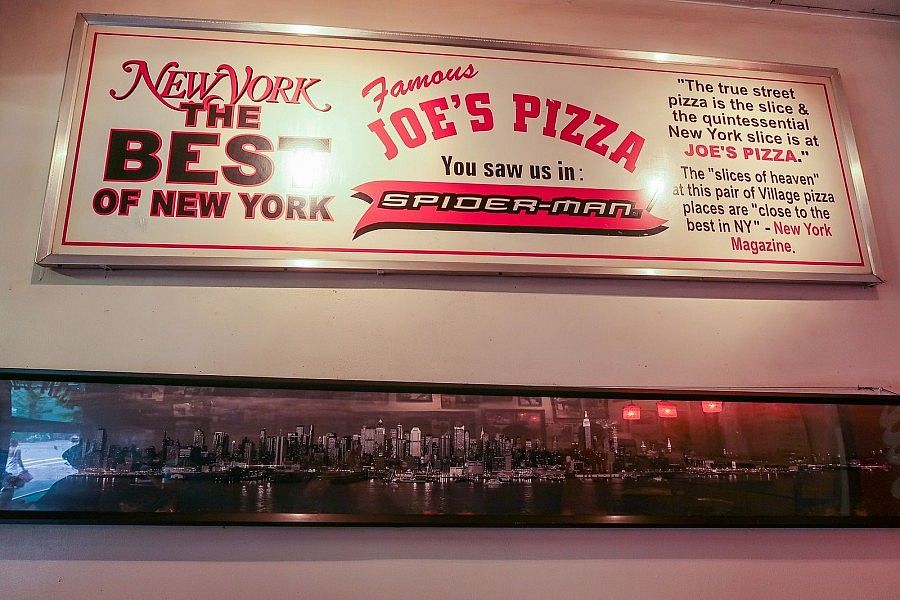 NEW YORK
THE
BEST
OF NEW YORK
Famous
JOE'S PIZZA
You saw us in:
SPIDER-MAN
"The true street
pizza is the slice &
the quintessential
New York slice is at
JOE'S PIZZA."
The "slices of heaven"
at this pair of Village pizza
places are "close to the
best in NY" - New York
Magazine.